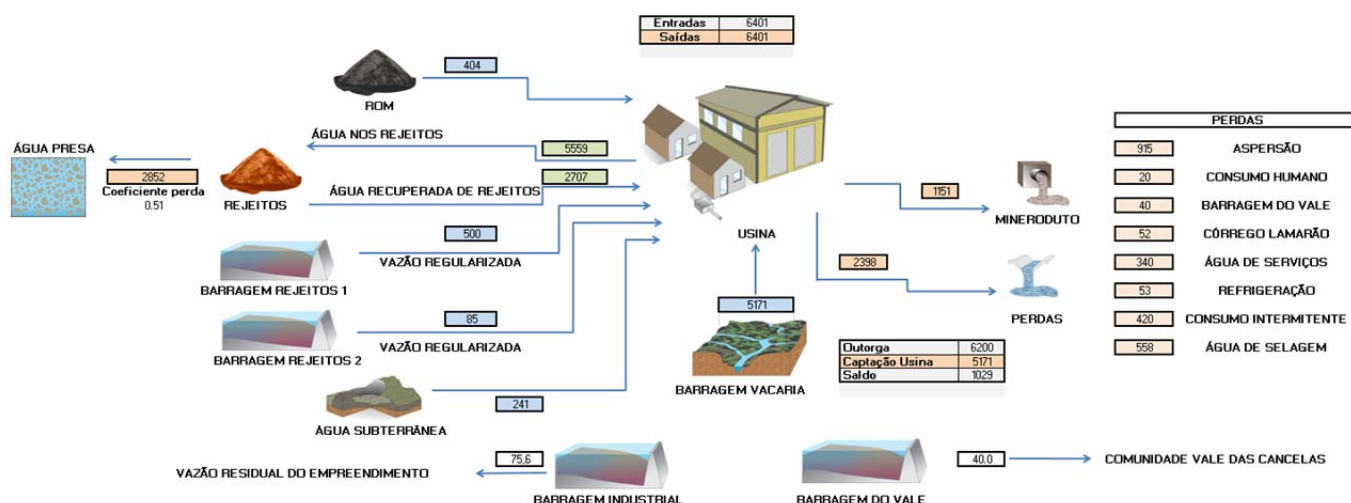 Entradas 6401
Saídas 6401
404
ROM
ÁGUA NOS REJEITOS
5559
ÁGUA PRESA
2852
Coeficiente perda
0.51
REJEITOS
ÁGUA RECUPERADA DE REJEITOS
2707
500
VAZÃO REGULARIZADA
BARRAGEM REJEITOS 1
85
VAZÃO REGULARIZADA
BARRAGEM REJEITOS 2
241
ÁGUA SUBTERRÂNEA
USINA
5171
BARRAGEM VACARIA
1151
MINERODUTO
2398
PERDAS
Outorga 6200
Captação Usina 5171
Saldo 1029
PERDAS
915 ASPERSÃO
20 CONSUMO HUMANO
40 BARRAGEM DO VALE
52 CÓRREGO LAMARÃO
340 ÁGUA DE SERVIÇOS
53 REFRIGERAÇÃO
420 CONSUMO INTERMITENTE
558 ÁGUA DE SELAGEM
VAZÃO RESIDUAL DO EMPREENDIMENTO
75,6
BARRAGEM INDUSTRIAL
BARRAGEM DO VALE
40.0
COMUNIDADE VALE DAS CANCELAS